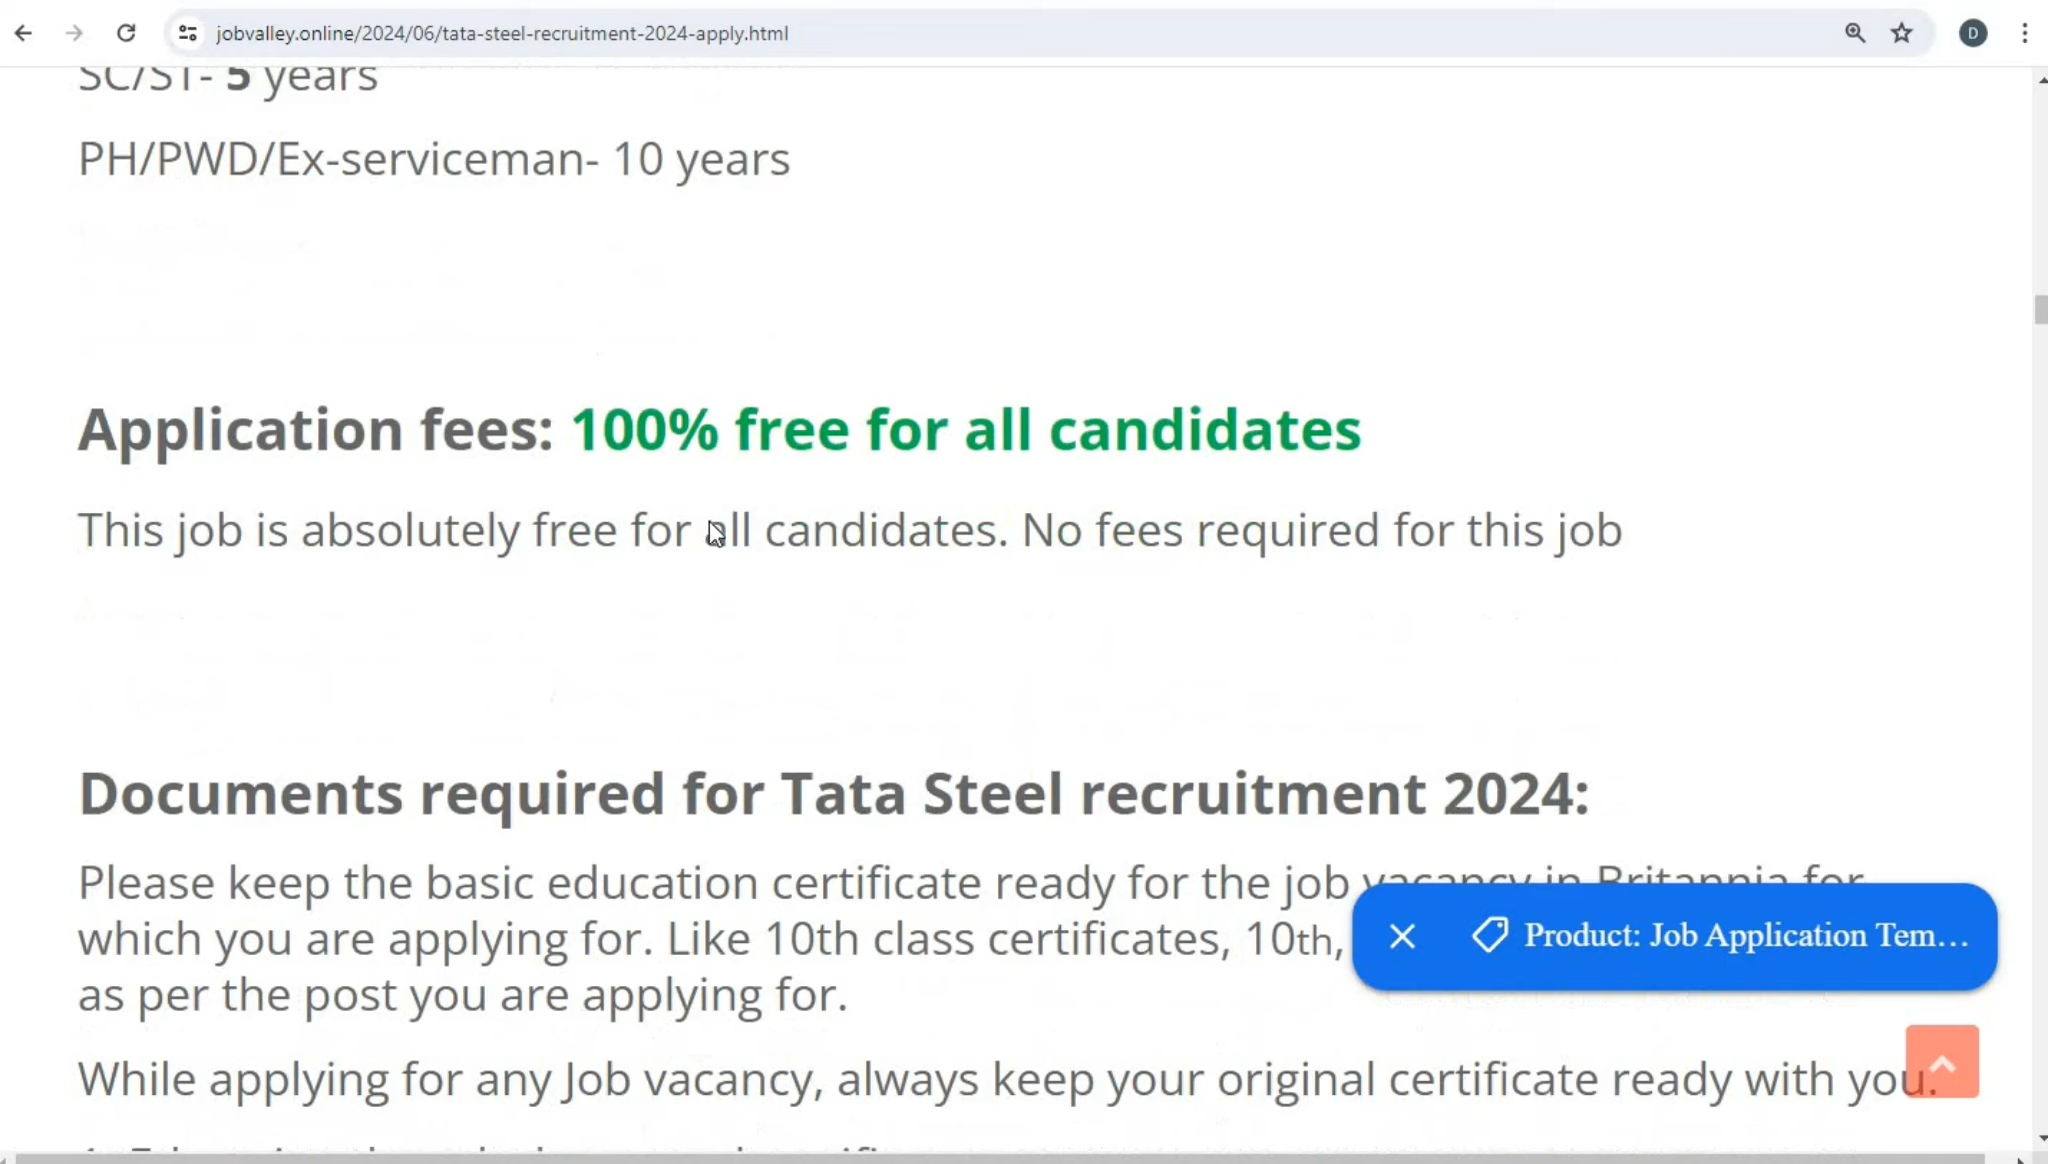 jobvalley.online/2024/06/tata-steel-recruitment-2024-apply.html
D
SC/ST- 5 years
PH/PWD/Ex-serviceman- 10 years
Application fees: 100% free for all candidates
This job is absolutely free for all candidates. No fees required for this job
Documents required for Tata Steel recruitment 2024:
Please keep the basic education certificate ready for the job vacancy in Britannia for
which you are applying for. Like 10th class certificates, 10th,
Product: Job Application Tem...
as per the post you are applying for.
While applying for any Job vacancy, always keep your original certificate ready with you.